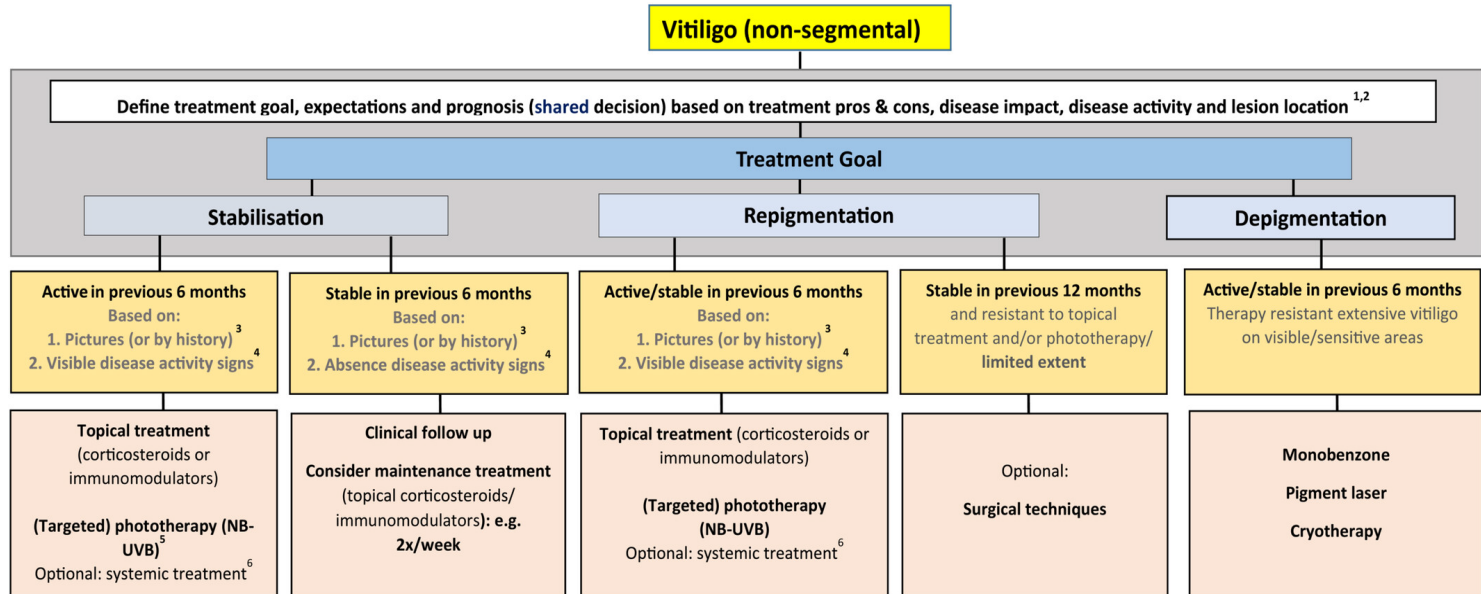 Vitiligo (non-segmental)
Define treatment goal, expectations and prognosis (shared decision) based on treatment pros & cons, disease impact, disease activity and lesion location 1,2
Treatment Goal
Stabilisation
Repigmentation
Depigmentation
Active in previous 6 months
Based on:
1. Pictures (or by history) 3
2. Visible disease activity signs 4
Stable in previous 6 months
Based on:
1. Pictures (or by history) 3
2. Absence disease activity signs 4
Active/stable in previous 6 months
Based on:
1. Pictures (or by history) 3
2. Visible disease activity signs 4
Stable in previous 12 months
and resistant to topical
treatment and/or phototherapy/
limited extent
Active/stable in previous 6 months
Therapy resistant extensive vitiligo
on visible/sensitive areas
Topical treatment
(corticosteroids or
immunomodulators)
(Targeted) phototherapy (NB-
UVB) 5
Optional: systemic treatment 6
Clinical follow up
Consider maintenance treatment
(topical corticosteroids/
immunomodulators): e.g.
2x/week
Topical treatment (corticosteroids or
immunomodulators)
(Targeted) phototherapy
(NB-UVB)
Optional: systemic treatment 6
Optional:
Surgical techniques
Monobenzone
Pigment laser
Cryotherapy